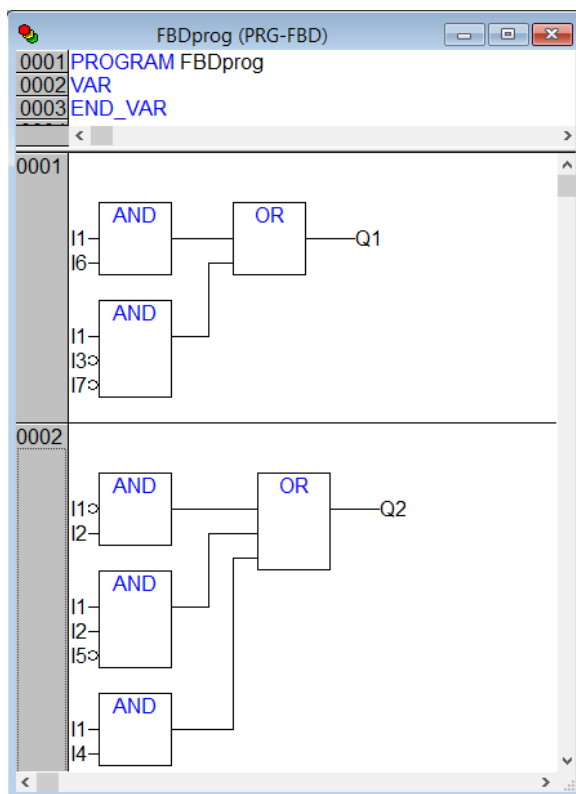 FBDprog (PRG-FBD)
0001 PROGRAM FBDprog
0002 VAR
0003 END_VAR
0001
AND OR
I1 Q1
I6
AND
I1
I3
I7
0002
AND OR
I1 Q2
I2
AND
I1
I2
I5
AND
I1
I4